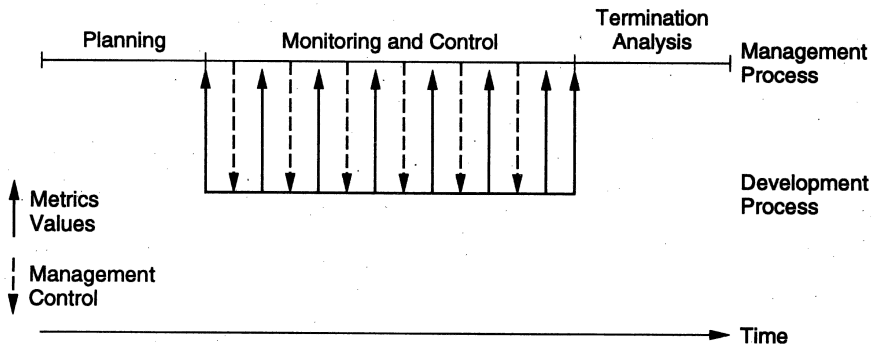 Planning
Monitoring and Control
Termination
Analysis
Management
Process
Development
Process
Metrics
Values
Management
Control
Time